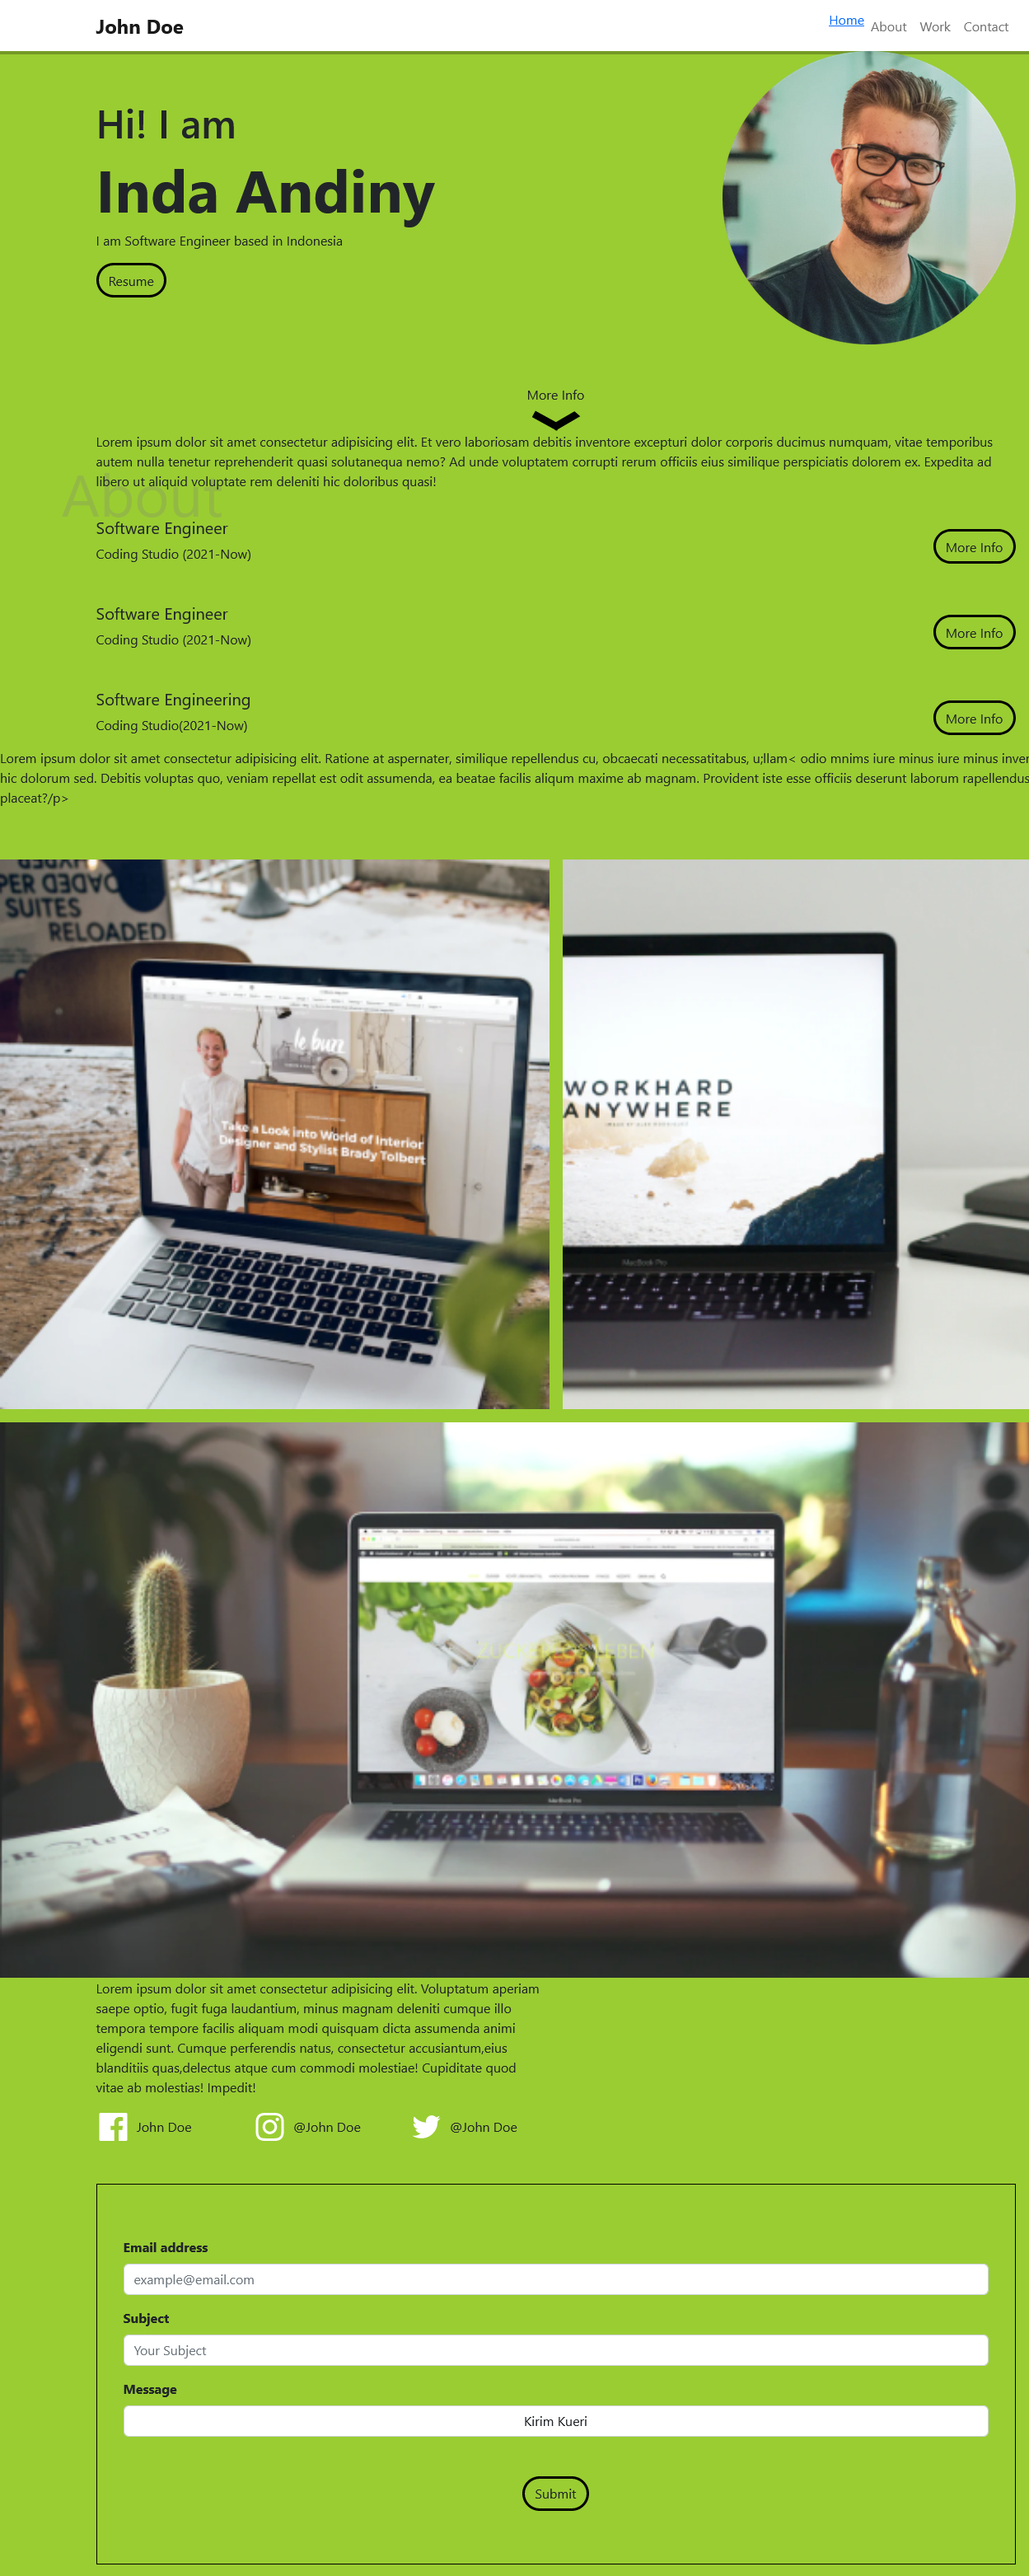 John Doe
Home About Work Contact
Hi! I am
Inda Andiny
I am Software Engineer based in Indonesia
Resume
More Info
Lorem ipsum dolor sit amet consectetur adipisicing elit. Et vero laboriosam debitis inventore excepturi dolor corporis ducimus numquam, vitae temporibus
autem nulla tenetur reprehenderit quasi solutanequa nemo? Ad unde voluptatem corrupti rerum officiis eius similique perspiciatis dolorem ex. Expedita ad
libero ut aliquid voluptate rem deleniti hic doloribus quasi!
About
Software Engineer
Coding Studio (2021-Now)
More Info
Software Engineer
Coding Studio (2021-Now)
More Info
Software Engineering
Coding Studio(2021-Now)
More Info
Lorem ipsum dolor sit amet consectetur adipisicing elit. Ratione at aspernater, similique repellendus cu, obcaecati necessitatibus, u;llam< odio mnims iure minus iure minus inver
hic dolorum sed. Debitis voluptas quo, veniam repellat est odit assumenda, ea beatae facilis aliqum maxime ab magnam. Provident iste esse officiis deserunt laborum rapellendus
placeat?/p>
SUITES
RELOADED
le buzz
Take a Look into World of Interior
Designer and Stylist Brady Tolbert
WORKHARD
ANYWHERE
MacBook Pro
MacBook Pro
Lorem ipsum dolor sit amet consectetur adipisicing elit. Voluptatum aperiam
saepe optio, fugit fuga laudantium, minus magnam deleniti cumque illo
tempora tempore facilis aliquam modi quisquam dicta assumenda animi
eligendi sunt. Cumque perferendis natus, consectetur accusiantum,eius
blanditiis quas,delectus atque cum commodi molestiae! Cupiditate quod
vitae ab molestias! Impedit!
John Doe @John Doe @John Doe
Email address
example@email.com
Subject
Your Subject
Message
Kirim Kueri
Submit